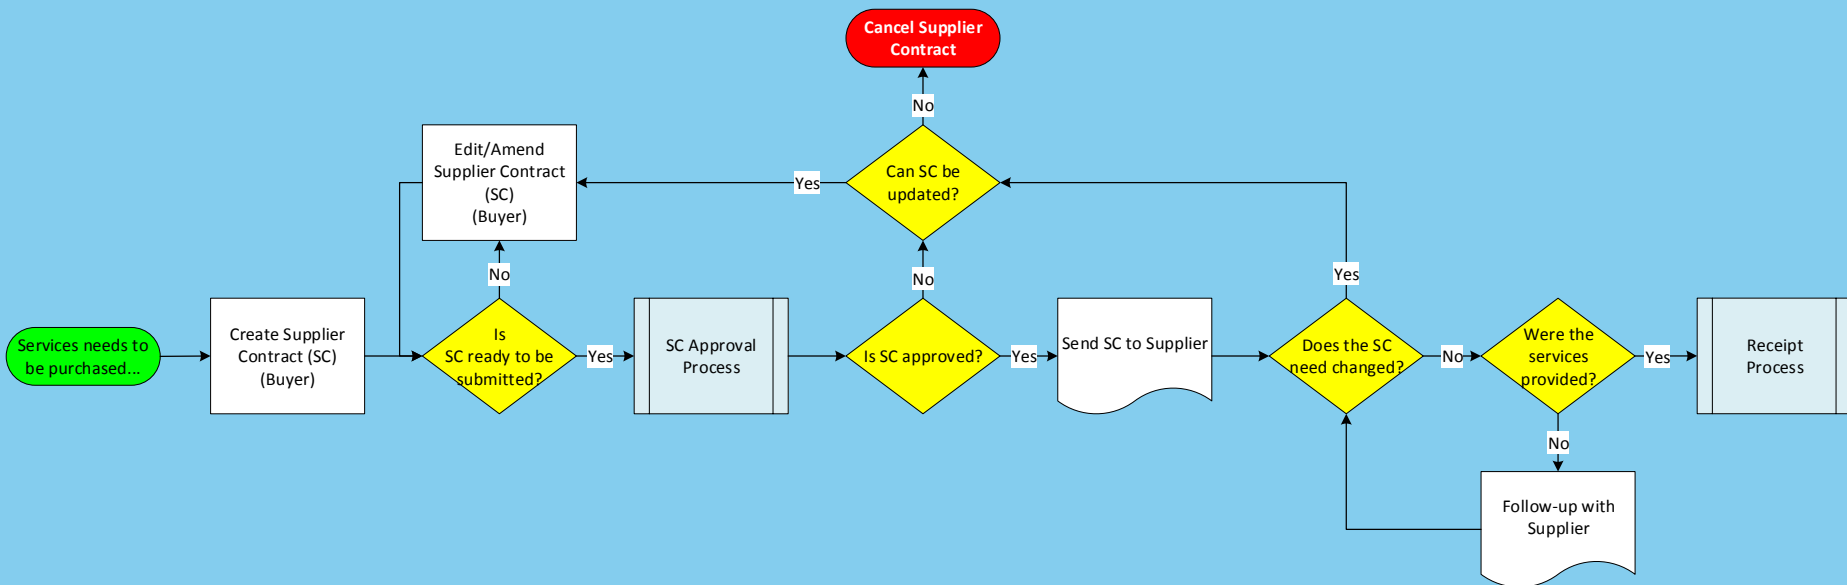 Cancel Supplier
Contract
No
Edit/Amend
Supplier Contract
(SC)
(Buyer)
Yes
Can SC be
updated?
No
No
Yes
Services needs to
be purchased...
Create Supplier
Contract (SC)
(Buyer)
Is
SC ready to be
submitted?
Yes
SC Approval
Process
Is SC approved?
Yes
Send SC to Supplier
Does the SC
need changed?
No
Were the
services
provided?
Yes
Receipt
Process
No
Follow-up with
Supplier